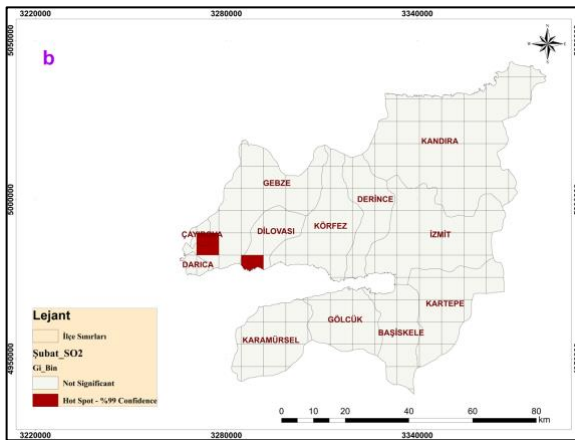 3220000 3280000 3340000
5050000
b
N
W E
S
KANDIRA
5000000
GEBZE
DERİNCE
DİLOVASI
KÖRFEZ
ÇAYIROVA
İZMİT
DARICA
KARTEPE
GÖLCÜK
BAŞİSKELE
KARAMÜRSEL
4950000
Lejant
İlçe Sınırları
Şubat_SO2
Gi_Bin
Not Significant
Hot Spot - %99 Confidence
0 10 20 40 60 80
km
3220000 3280000 3340000